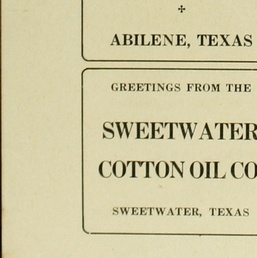 ABILENE, TEXAS
GREETINGS FROM THE
SWEETWATER
COTTON OIL CO
SWEETWATER, TEXAS